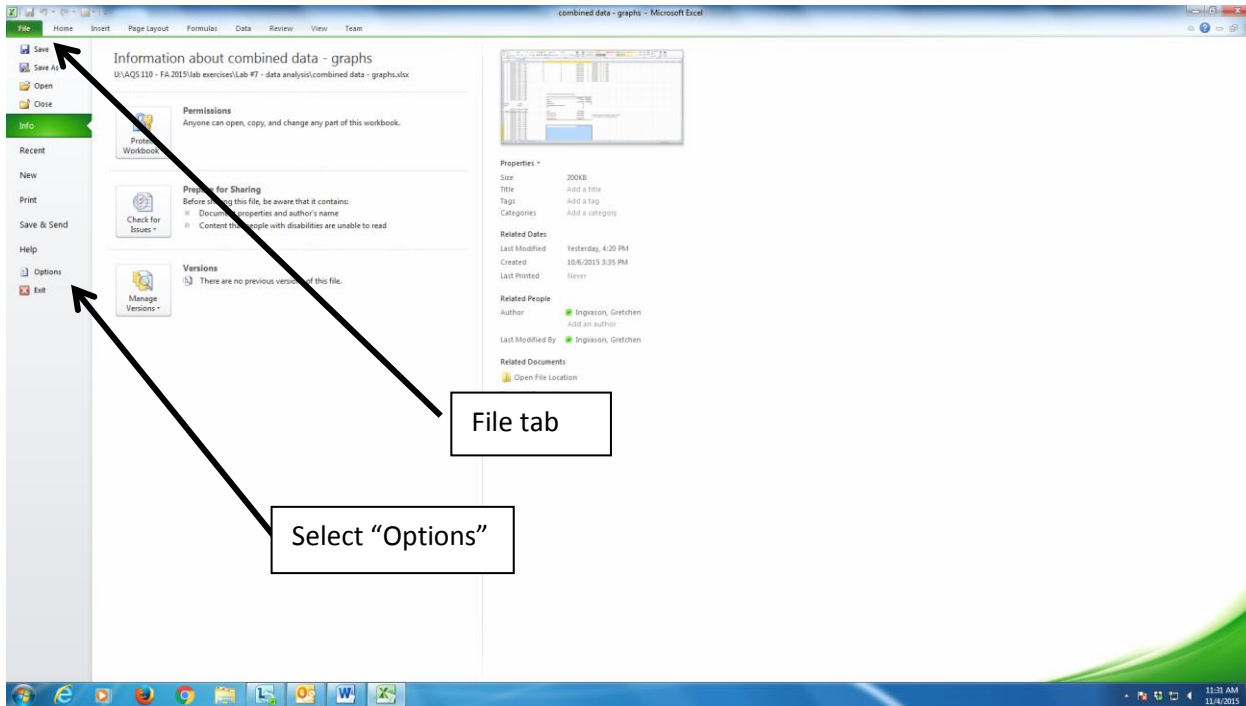 combined data - graphs - Microsoft Excel
File Home Insert Page Layout Formulas Data Review View Team
Save
Save As
Open
Close
Info
Recent
New
Print
Save & Send
Help
Options
Exit
Information about combined data - graphs
U:\AQS 110 - FA 2015\lab exercises\Lab #7 - data analysis\combined data - graphs.xlsx
Protect
Workbook
Permissions
Anyone can open, copy, and change any part of this workbook.
Check for
Issues
Prepare for Sharing
Before sharing this file, be aware that it contains:
Document properties and author's name
Content that people with disabilities are unable to read
Manage
Versions
Versions
There are no previous versions of this file.
Properties
Size 200KB
Title Add a title
Tags Add a tag
Categories Add a category
Related Dates
Last Modified Yesterday, 4:20 PM
Created 10/6/2015 3:35 PM
Last Printed Never
Related People
Author Ingvason, Gretchen
Add an author
Last Modified By Ingvason, Gretchen
Related Documents
Open File Location
File tab
Select “Options”
11:31 AM
11/4/2015